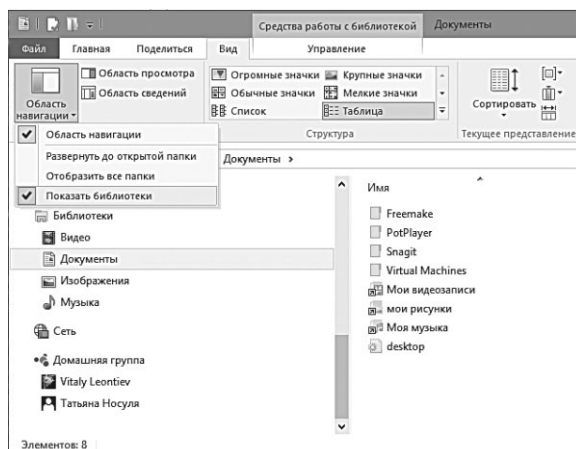 Средства работы с библиотекой
Документы
Файл
Главная
Поделиться
Вид
Управление
Область навигации
Область просмотра
Область сведений
Огромные значки
Крупные значки
Обычные значки
Мелкие значки
Список
Таблица
Сортировать
Структура
Текущее представление
Область навигации
Развернуть до открытой папки
Отобразить все папки
Показать библиотеки
Документы >
Библиотеки
Видео
Документы
Изображения
Музыка
Сеть
Домашняя группа
Vitaly Leontiev
Татьяна Носуля
Имя
Freemake
PotPlayer
Snagit
Virtual Machines
Мои видеозаписи
мои рисунки
Моя музыка
desktop
Элементов: 8